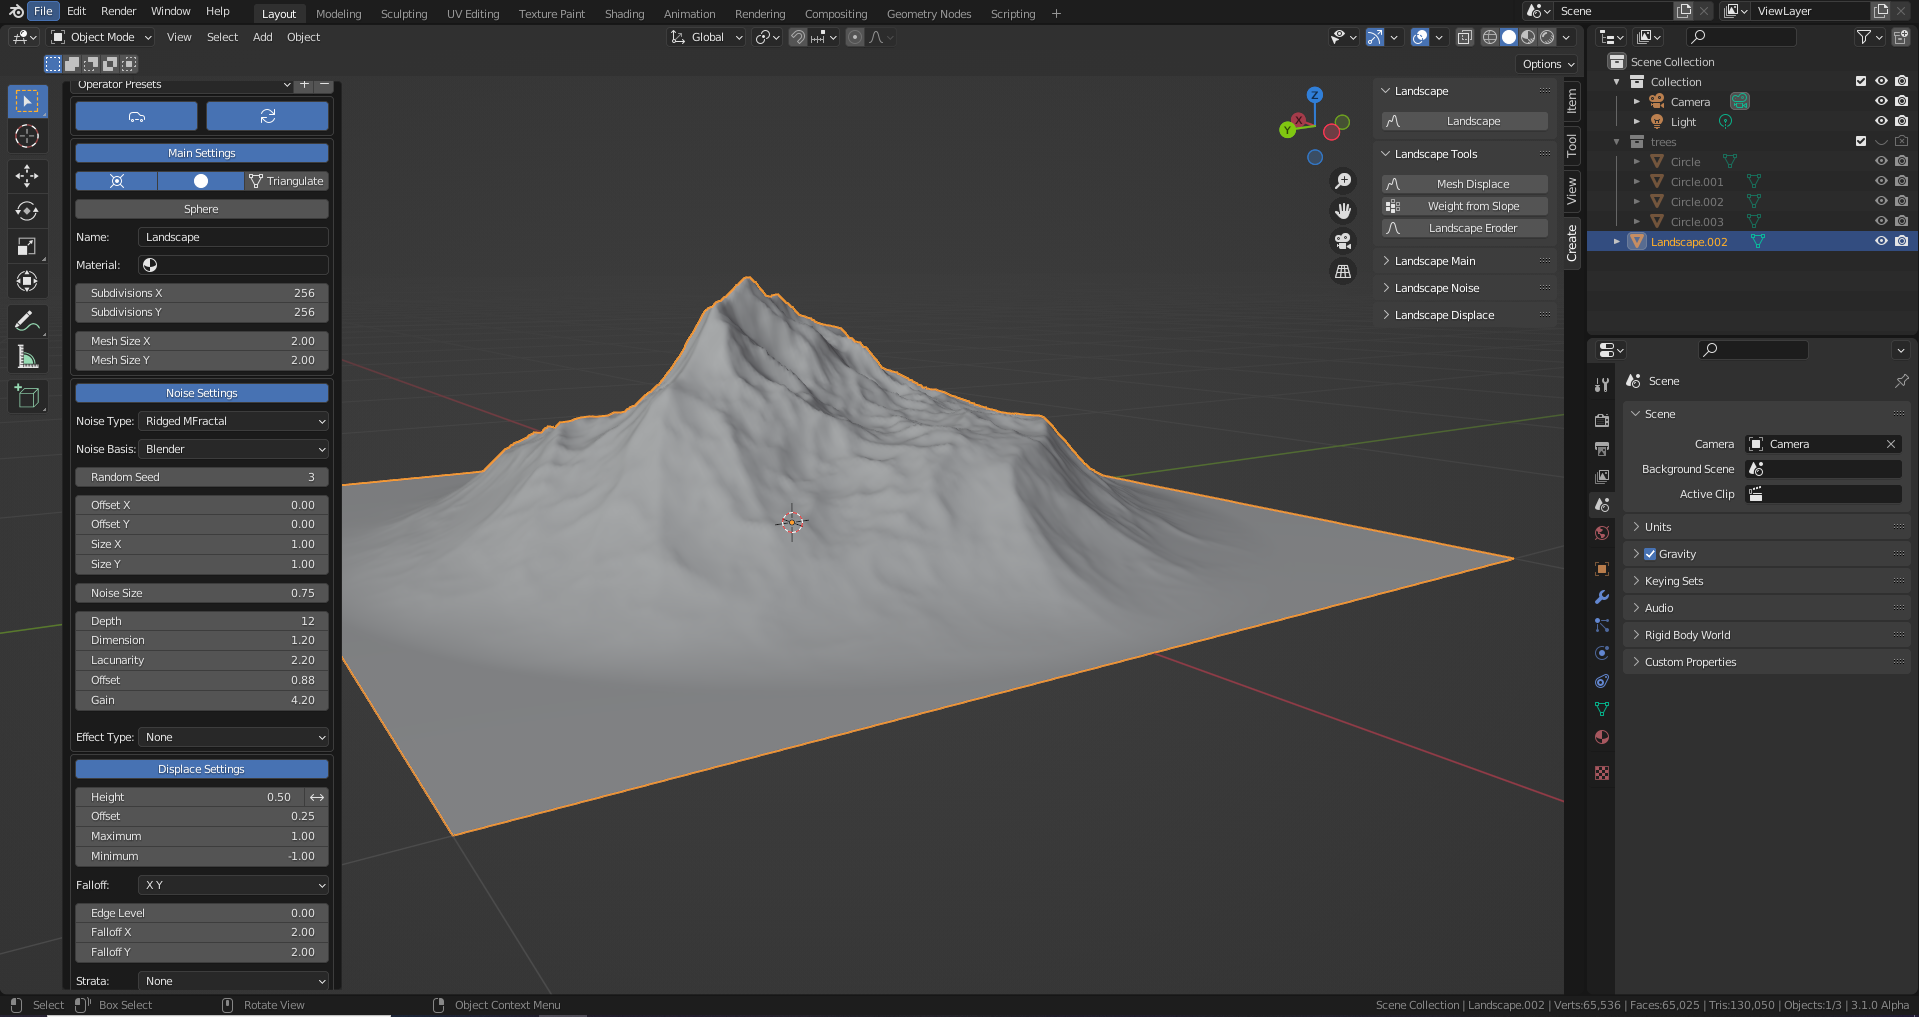 File Edit Render Window Help Layout Modeling Sculpting UV Editing Texture Paint Shading Animation Rendering Compositing Geometry Nodes Scripting + Scene ViewLayer
Object Mode View Select Add Object Global
Options
Operator Presets
Main Settings
Triangulate
Sphere
Name: Landscape
Material:
Subdivisions X 256
Subdivisions Y 256
Mesh Size X 2.00
Mesh Size Y 2.00
Noise Settings
Noise Type: Ridged MFractal
Noise Basis: Blender
Random Seed 3
Offset X 0.00
Offset Y 0.00
Size X 1.00
Size Y 1.00
Noise Size 0.75
Depth 12
Dimension 1.20
Lacunarity 2.20
Offset 0.88
Gain 4.20
Effect Type: None
Displace Settings
Height 0.50
Offset 0.25
Maximum 1.00
Minimum -1.00
Falloff: X Y
Edge Level 0.00
Falloff X 2.00
Falloff Y 2.00
Strata: None
Z
X
Y
Landscape
Landscape
Landscape Tools
Mesh Displace
Weight from Slope
Landscape Eroder
Landscape Main
Landscape Noise
Landscape Displace
Item
Tool
View
Create
Scene Collection
Collection
Camera
Light
trees
Circle
Circle.001
Circle.002
Circle.003
Landscape.002
Scene
Scene
Camera Camera
Background Scene
Active Clip
Units
Gravity
Keying Sets
Audio
Rigid Body World
Custom Properties
Select Box Select Rotate View Object Context Menu
Scene Collection | Landscape.002 | Verts:65,536 | Faces:65,025 | Tris:130,050 | Objects:1/3 | 3.1.0 Alpha